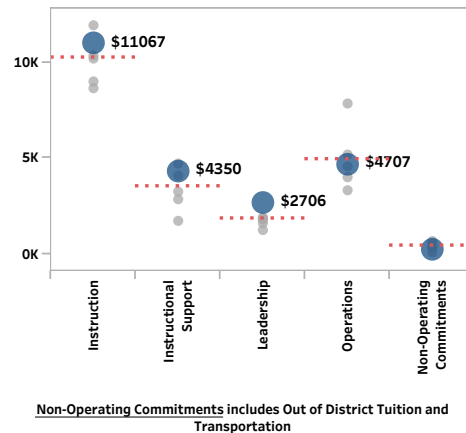 $11067
10K
5K
$4350
$4707
$2706
0K
Instruction
Instructional
Support
Leadership
Operations
Non-Operating
Commitments
Non-Operating Commitments includes Out of District Tuition and
Transportation